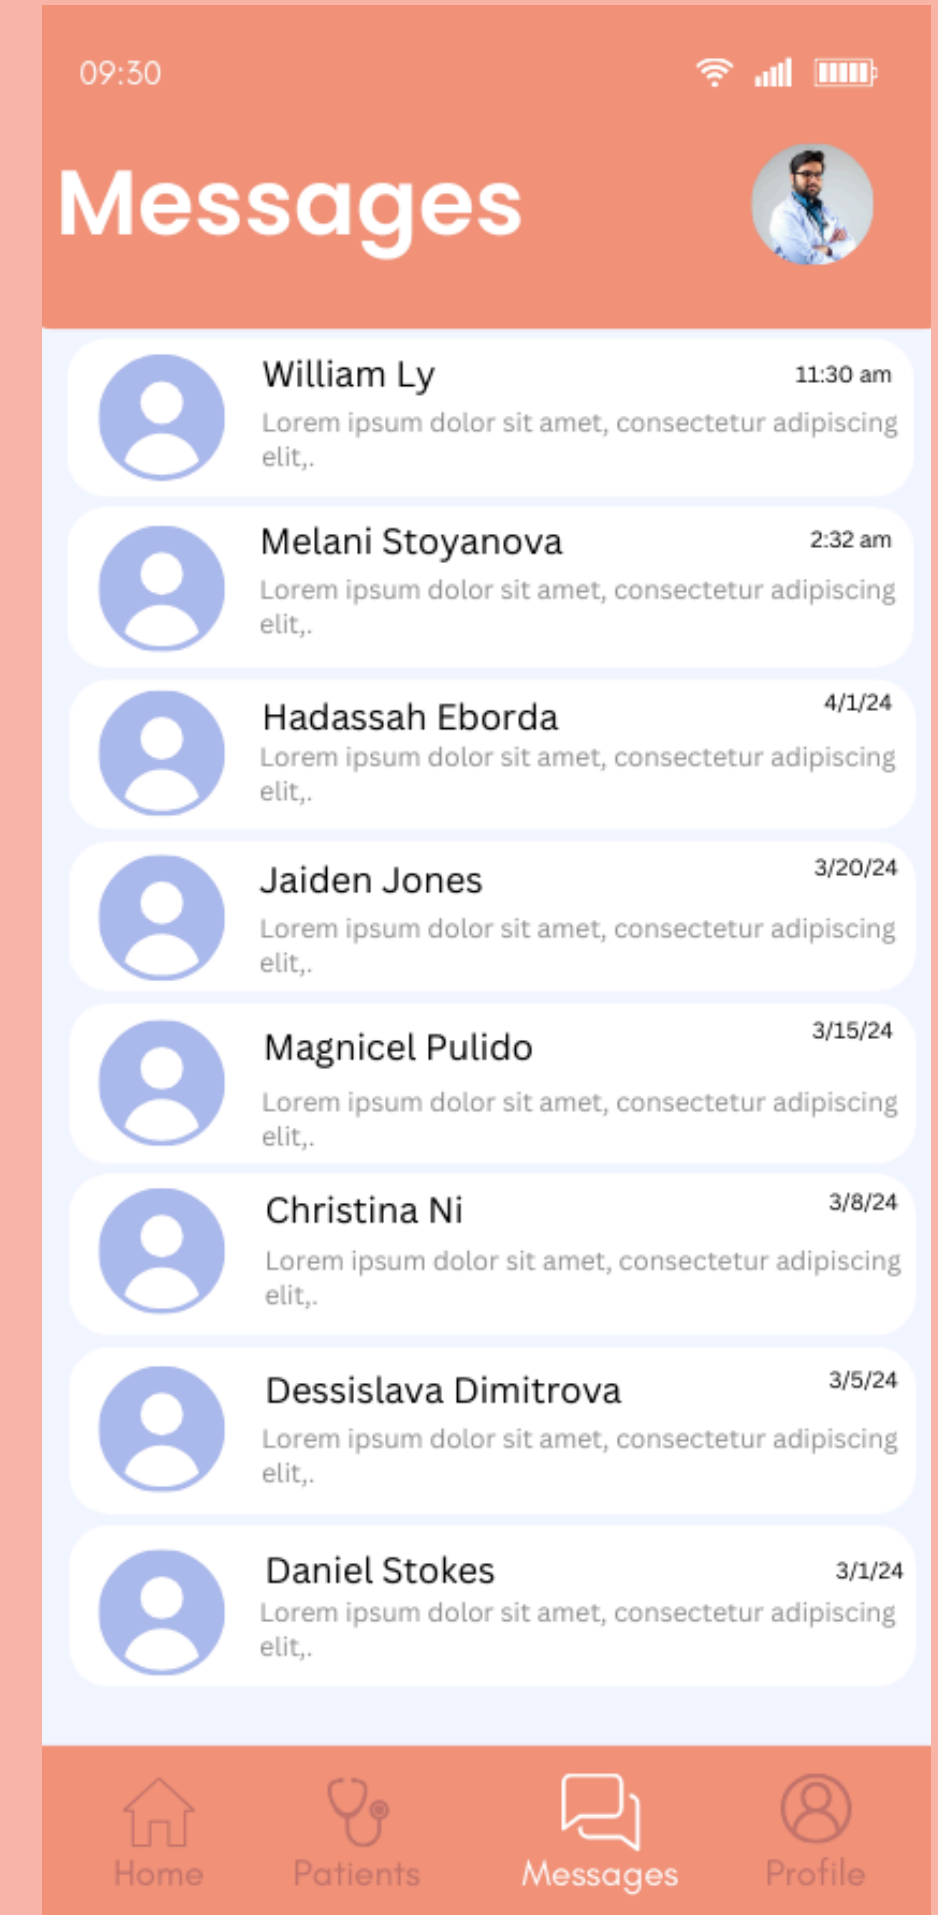 09:30
Messages
William Ly 11:30 am
Lorem ipsum dolor sit amet, consectetur adipiscing
elit,.
Melani Stoyanova 2:32 am
Lorem ipsum dolor sit amet, consectetur adipiscing
elit,.
Hadassah Eborda 4/1/24
Lorem ipsum dolor sit amet, consectetur adipiscing
elit,.
Jaiden Jones 3/20/24
Lorem ipsum dolor sit amet, consectetur adipiscing
elit,.
Magnicel Pulido 3/15/24
Lorem ipsum dolor sit amet, consectetur adipiscing
elit,.
Christina Ni 3/8/24
Lorem ipsum dolor sit amet, consectetur adipiscing
elit,.
Dessislava Dimitrova 3/5/24
Lorem ipsum dolor sit amet, consectetur adipiscing
elit,.
Daniel Stokes 3/1/24
Lorem ipsum dolor sit amet, consectetur adipiscing
elit,.
Home Patients Messages Profile